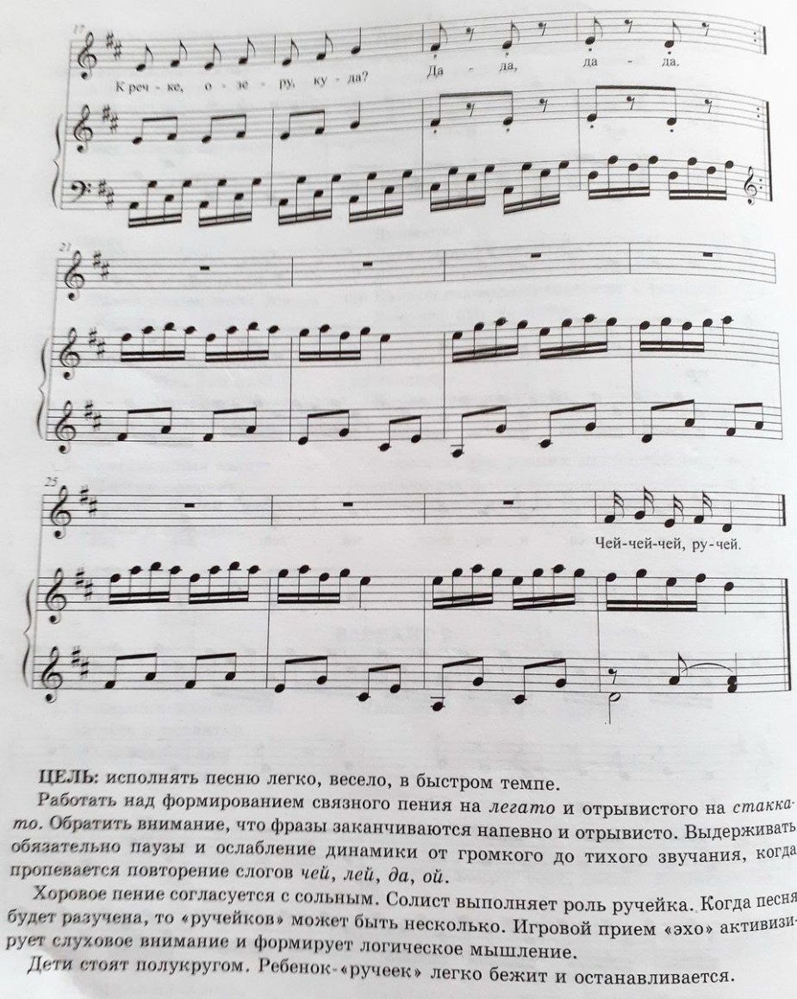 17
К реч - ке, о - зе - ру, ку - да? Да - да, да - да.
21
25
Чей-чей-чей, ру-чей.
ЦЕЛЬ: исполнять песню легко, весело, в быстром темпе.
Работать над формированием связного пения на легато и отрывистого на стакка-
то. Обратить внимание, что фразы заканчиваются напевно и отрывисто. Выдерживать
обязательно паузы и ослабление динамики от громкого до тихого звучания, когда
пропевается повторение слогов чей, лей, да, ой.
Хоровое пение согласуется с сольным. Солист выполняет роль ручейка. Когда песня
будет разучена, то «ручейков» может быть несколько. Игровой прием «эхо» активизи-
рует слуховое внимание и формирует логическое мышление.
Дети стоят полукругом. Ребенок-«ручеек» легко бежит и останавливается.